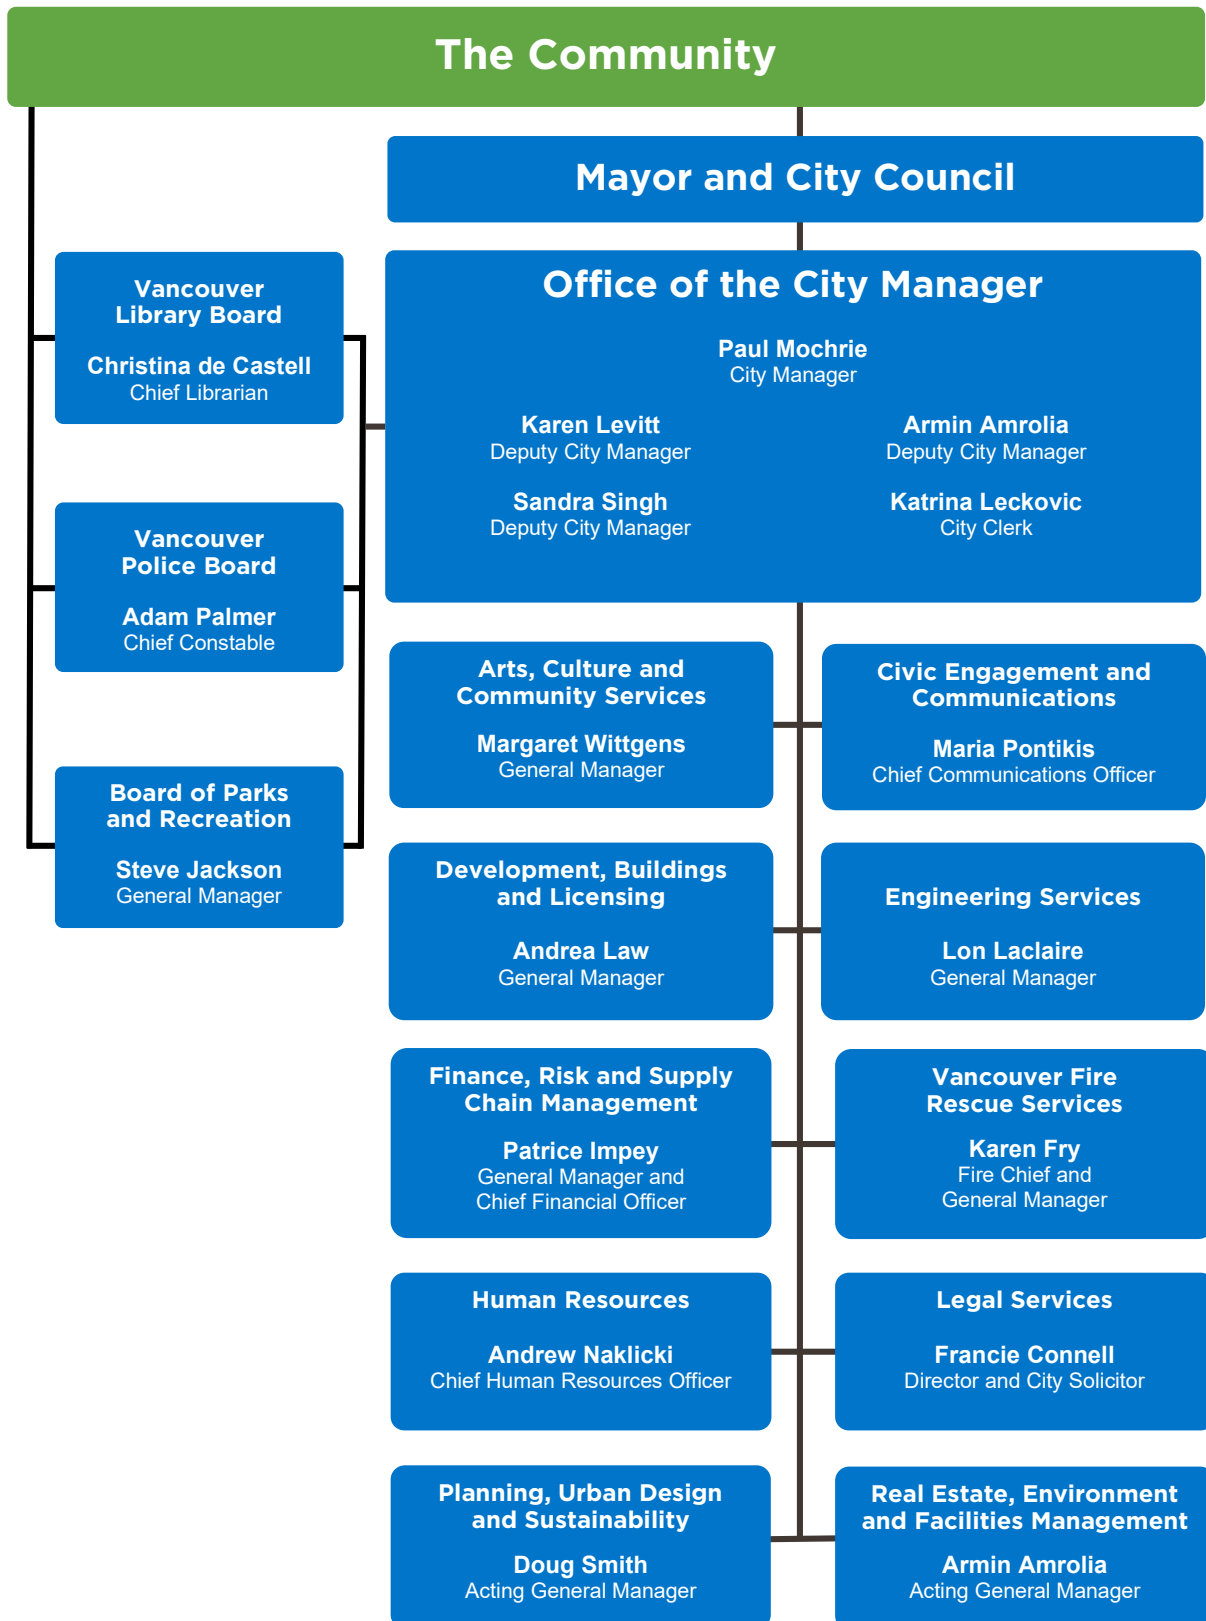 The Community
Mayor and City Council
Vancouver
Library Board
Christina de Castell
Chief Librarian
Vancouver
Police Board
Adam Palmer
Chief Constable
Board of Parks
and Recreation
Steve Jackson
General Manager
Office of the City Manager
Paul Mochrie
City Manager
Karen Levitt
Deputy City Manager
Armin Amrolia
Deputy City Manager
Sandra Singh
Deputy City Manager
Katrina Leckovic
City Clerk
Arts, Culture and
Community Services
Margaret Wittgens
General Manager
Civic Engagement and
Communications
Maria Pontikis
Chief Communications Officer
Development, Buildings
and Licensing
Andrea Law
General Manager
Engineering Services
Lon Laclaire
General Manager
Finance, Risk and Supply
Chain Management
Patrice Impey
General Manager and
Chief Financial Officer
Vancouver Fire
Rescue Services
Karen Fry
Fire Chief and
General Manager
Human Resources
Andrew Naklicki
Chief Human Resources Officer
Legal Services
Francie Connell
Director and City Solicitor
Planning, Urban Design
and Sustainability
Doug Smith
Acting General Manager
Real Estate, Environment
and Facilities Management
Armin Amrolia
Acting General Manager